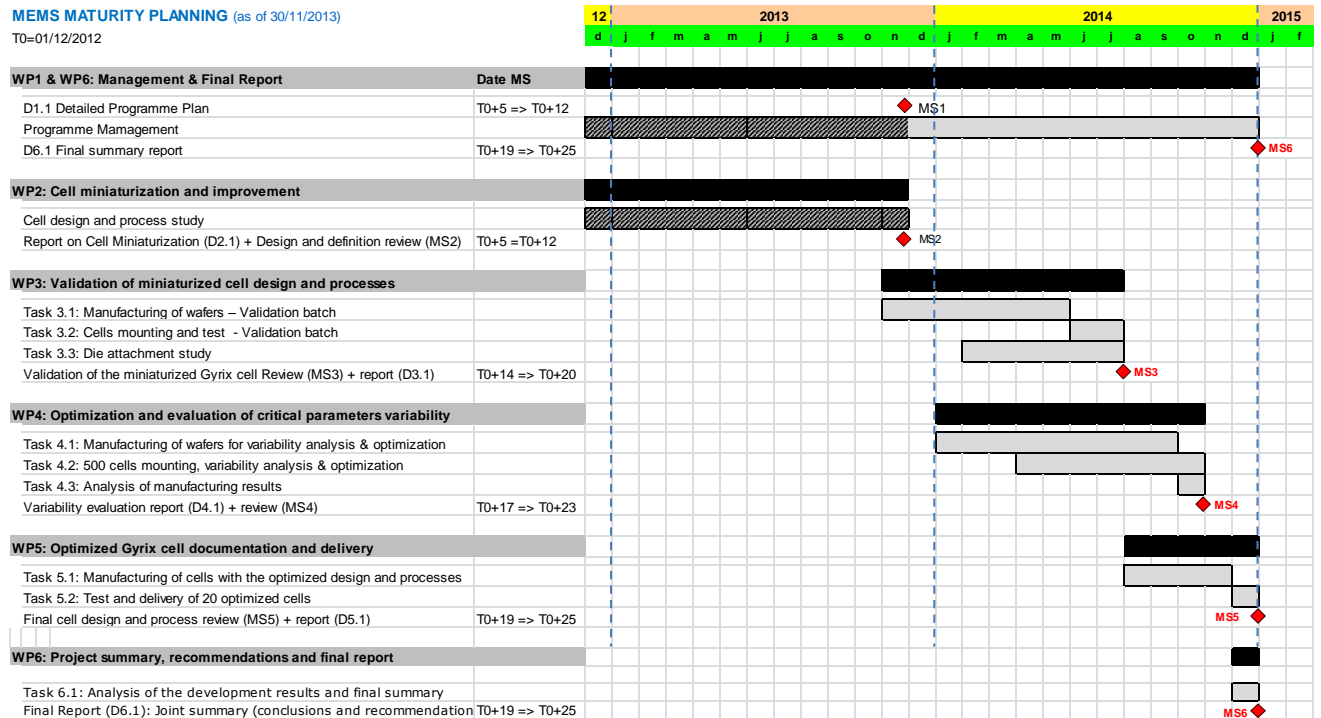 MEMS MATURITY PLANNING (as of 30/11/2013) 12 2013 2014 2015
T0=01/12/2012 d j f m a m j j a s o n d j f m a m j j a s o n d j f
WP1 & WP6: Management & Final Report Date MS
D1.1 Detailed Programme Plan T0+5 => T0+12 MS1
Programme Mamagement
D6.1 Final summary report T0+19 => T0+25 MS6
WP2: Cell miniaturization and improvement
Cell design and process study
Report on Cell Miniaturization (D2.1) + Design and definition review (MS2) T0+5 =T0+12 MS2
WP3: Validation of miniaturized cell design and processes
Task 3.1: Manufacturing of wafers – Validation batch
Task 3.2: Cells mounting and test - Validation batch
Task 3.3: Die attachment study
Validation of the miniaturized Gyrix cell Review (MS3) + report (D3.1) T0+14 => T0+20 MS3
WP4: Optimization and evaluation of critical parameters variability
Task 4.1: Manufacturing of wafers for variability analysis & optimization
Task 4.2: 500 cells mounting, variability analysis & optimization
Task 4.3: Analysis of manufacturing results
Variability evaluation report (D4.1) + review (MS4) T0+17 => T0+23 MS4
WP5: Optimized Gyrix cell documentation and delivery
Task 5.1: Manufacturing of cells with the optimized design and processes
Task 5.2: Test and delivery of 20 optimized cells
Final cell design and process review (MS5) + report (D5.1) T0+19 => T0+25 MS5
WP6: Project summary, recommendations and final report
Task 6.1: Analysis of the development results and final summary
Final Report (D6.1): Joint summary (conclusions and recommendation T0+19 => T0+25 MS6